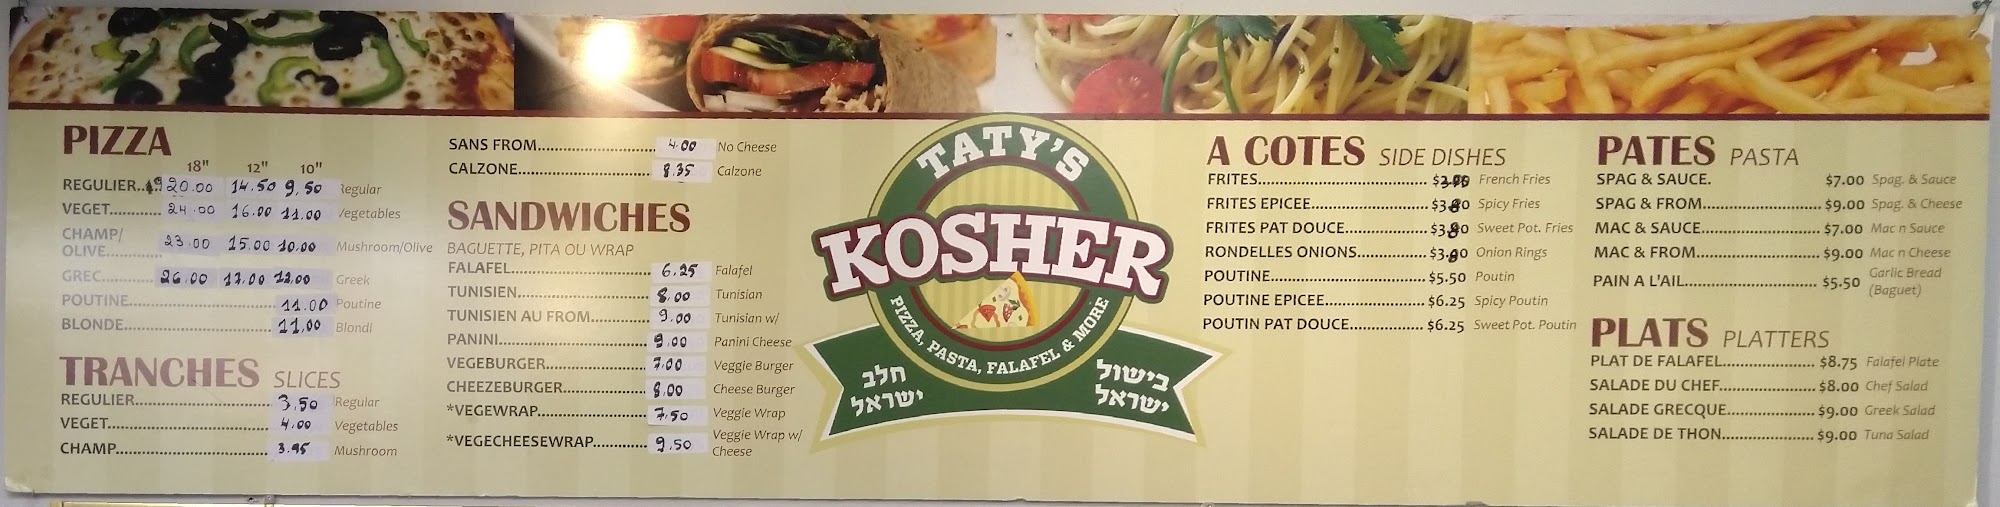 PIZZA
18" 12" 10"
REGULIER.. 20.00 14.50 9,50 Regular
VEGET............ 24.00 16.00 11.00 Vegetables
CHAMP/
OLIVE............. 23.00 15.00 10.00 Mushroom/Olive
GREC............ 26.00 12.00 Greek
POUTINE............ 11.00 Poutine
BLONDE............ 11,00 Blondi
TRANCHES SLICES
REGULIER............ 3,50 Regular
VEGET............ 4.00 Vegetables
CHAMP............ 3.95 Mushroom
SANS FROM............ 4.00 No Cheese
CALZONE............ 8.35 Calzone
SANDWICHES
BAGUETTE, PITA OU WRAP
FALAFEL............ 6,25 Falafel
TUNISIEN............ 8,00 Tunisian
TUNISIEN AU FROM............ 9.00 Tunisian w/
PANINI............ 9,00 Panini Cheese
VEGEBURGER............ 7.00 Veggie Burger
CHEEZEBURGER............ 8,00 Cheese Burger
*VEGEWRAP............ 7,50 Veggie Wrap
*VEGECHEESEWRAP............ 9.50 Veggie Wrap w/
Cheese
TATY'S
KOSHER
PIZZA, PASTA, FALAFEL & MORE
חלב
ישראל
בישול
ישראל
A COTES SIDE DISHES
FRITES............ French Fries
FRITES EPICEE............ $3.80 Spicy Fries
FRITES PAT DOUCE............ $3.80 Sweet Pot. Fries
RONDELLES ONIONS............ $3.80 Onion Rings
POUTINE............ $5.50 Poutin
POUTINE EPICEE............ $6.25 Spicy Poutin
POUTIN PAT DOUCE............ $6.25 Sweet Pot. Poutin
PATES PASTA
SPAG & SAUCE. $7.00 Spag. & Sauce
SPAG & FROM............ $9.00 Spag. & Cheese
MAC & SAUCE............ $7.00 Mac n Sauce
MAC & FROM............ $9.00 Mac n Cheese
PAIN A L'AIL............ $5.50 Garlic Bread
(Baguet)
PLATS PLATTERS
PLAT DE FALAFEL............ $8.75 Falafel Plate
SALADE DU CHEF............ $8.00 Chef Salad
SALADE GRECQUE............ $9.00 Greek Salad
SALADE DE THON............ $9.00 Tuna Salad